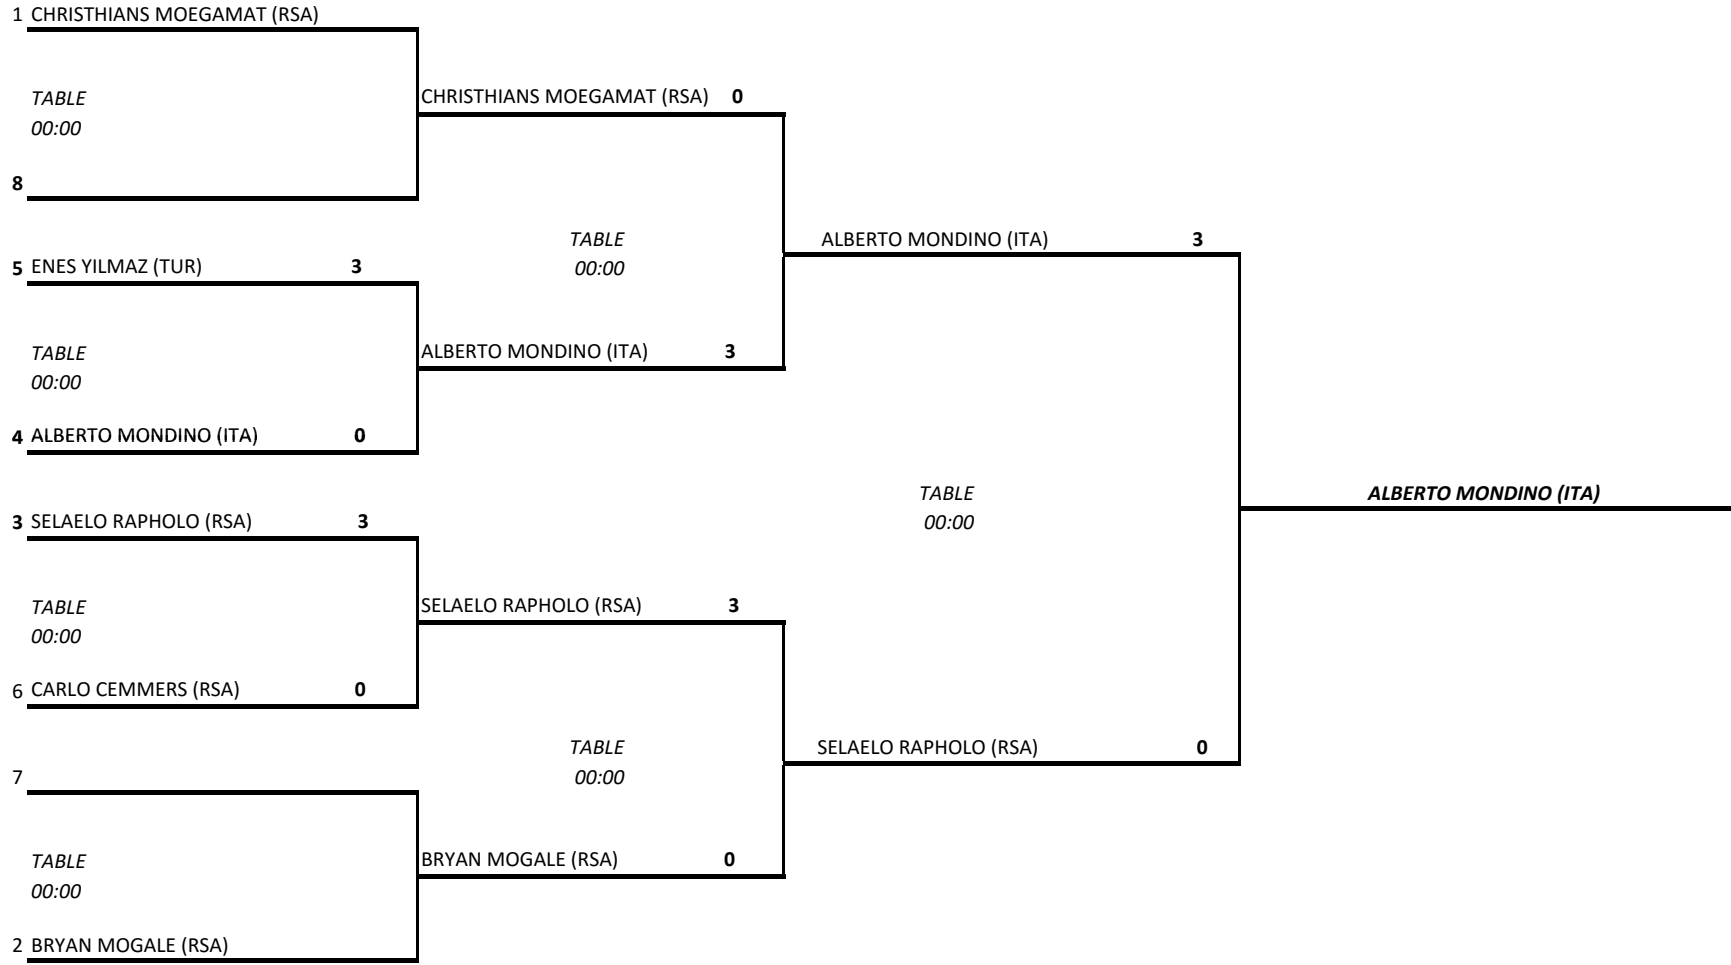 1 CHRISTHIANS MOEGAMAT (RSA)
TABLE
00:00
CHRISTHIANS MOEGAMAT (RSA) 0
8
TABLE
00:00
ALBERTO MONDINO (ITA) 3
5 ENES YILMAZ (TUR) 3
TABLE
00:00
ALBERTO MONDINO (ITA) 3
4 ALBERTO MONDINO (ITA) 0
TABLE
00:00
ALBERTO MONDINO (ITA)
3 SELAELO RAPHOLO (RSA) 3
TABLE
00:00
SELAELO RAPHOLO (RSA) 3
6 CARLO CEMMERS (RSA) 0
TABLE
00:00
SELAELO RAPHOLO (RSA) 0
7
TABLE
00:00
BRYAN MOGALE (RSA) 0
2 BRYAN MOGALE (RSA)